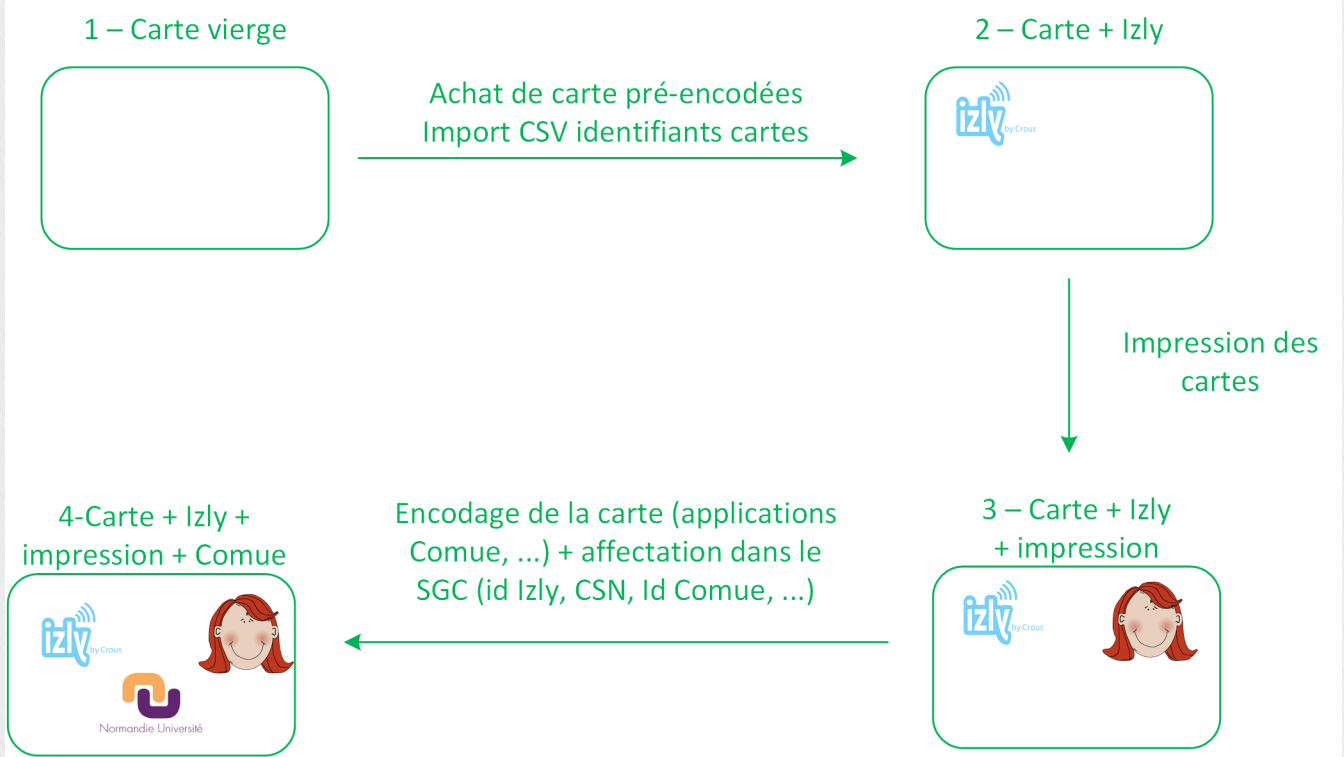 1 – Carte vierge
2 – Carte + Izly
Achat de carte pré-encodées
Import CSV identifiants cartes
izly
by Crous
Impression des
cartes
3 – Carte + Izly
+ impression
izly
by Crous
Encodage de la carte (applications
Comue, ...) + affectation dans le
SGC (id Izly, CSN, Id Comue, ...)
4-Carte + Izly +
impression + Comue
izly
by Crous
Normandie Université